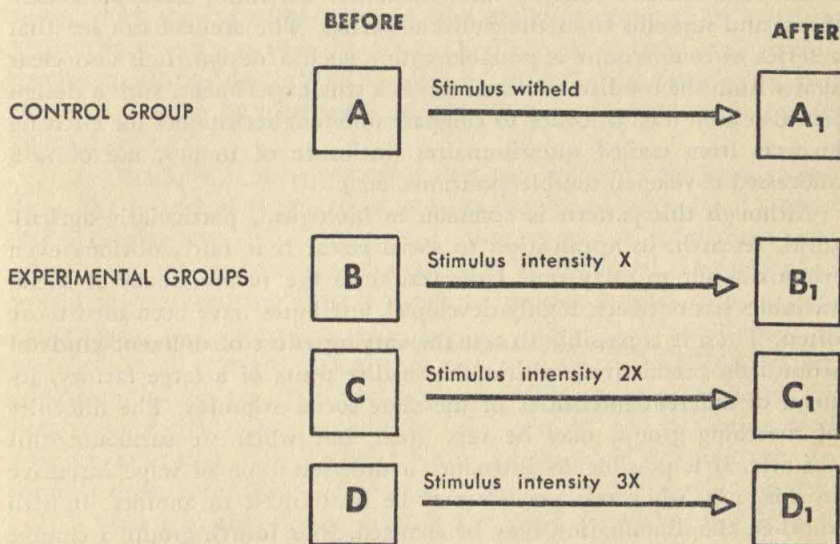 BEFORE AFTER
CONTROL GROUP A Stimulus witheld A₁
EXPERIMENTAL GROUPS B Stimulus intensity X B₁
C Stimulus intensity 2X C₁
D Stimulus intensity 3X D₁